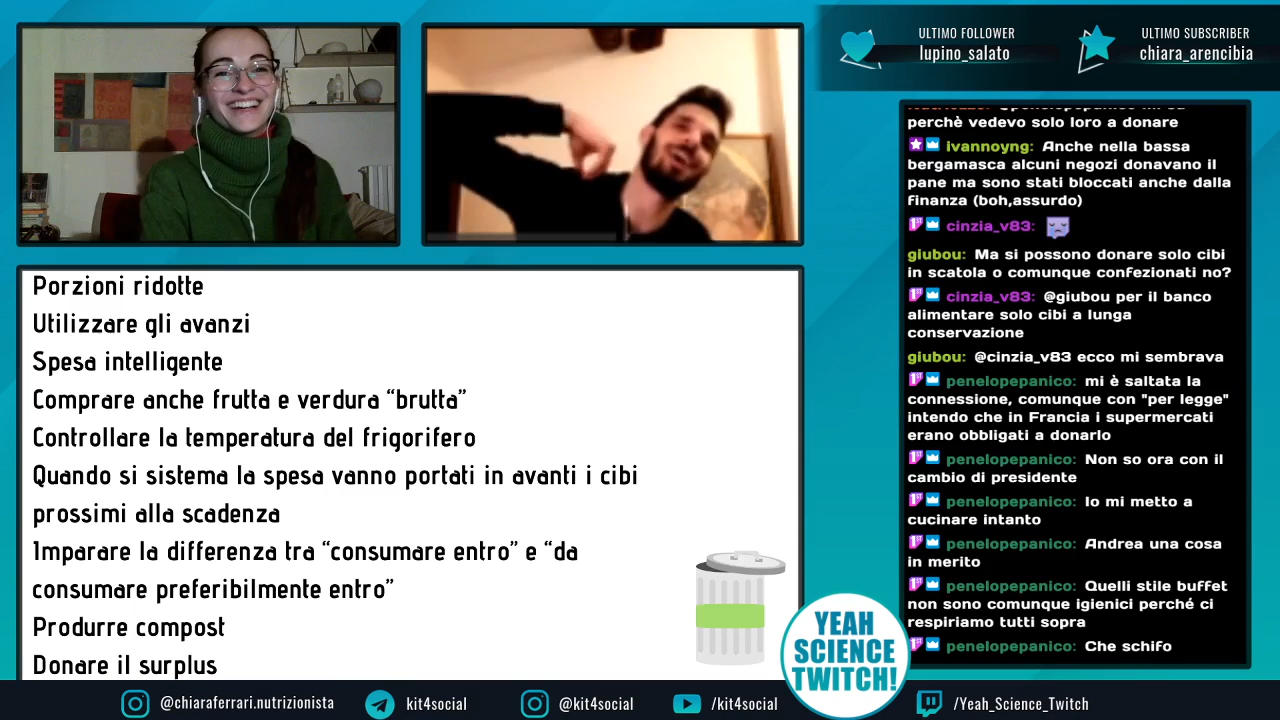 ULTIMO FOLLOWER
lupino_salato
ULTIMO SUBSCRIBER
chiara_arencibia
Porzioni ridotte
Utilizzare gli avanzi
Spesa intelligente
Comprare anche frutta e verdura “brutta”
Controllare la temperatura del frigorifero
Quando si sistema la spesa vanno portati in avanti i cibi
prossimi alla scadenza
Imparare la differenza tra “consumare entro” e “da
consumare preferibilmente entro”
Produrre compost
Donare il surplus
perchè vedevo solo loro a donare
ivannoyng: Anche nella bassa
bergamasca alcuni negozi donavano il
pane ma sono stati bloccati anche dalla
finanza (boh,assurdo)
cinzia_v83:
giubou: Ma si possono donare solo cibi
in scatola o comunque confezionati no?
cinzia_v83: @giubou per il banco
alimentare solo cibi a lunga
conservazione
giubou: @cinzia_v83 ecco mi sembrava
penelopepanico: mi è saltata la
connessione, comunque con "per legge"
intendo che in Francia i supermercati
erano obbligati a donarlo
penelopepanico: Non so ora con il
cambio di presidente
penelopepanico: Io mi metto a
cucinare intanto
penelopepanico: Andrea una cosa
in merito
penelopepanico: Quelli stile buffet
non sono comunque igienici perché ci
respiriamo tutti sopra
penelopepanico: Che schifo
YEAH
SCIENCE
TWITCH!
@chiaraferrari.nutrizionista
kit4social
@kit4social
/kit4social
/Yeah_Science_Twitch